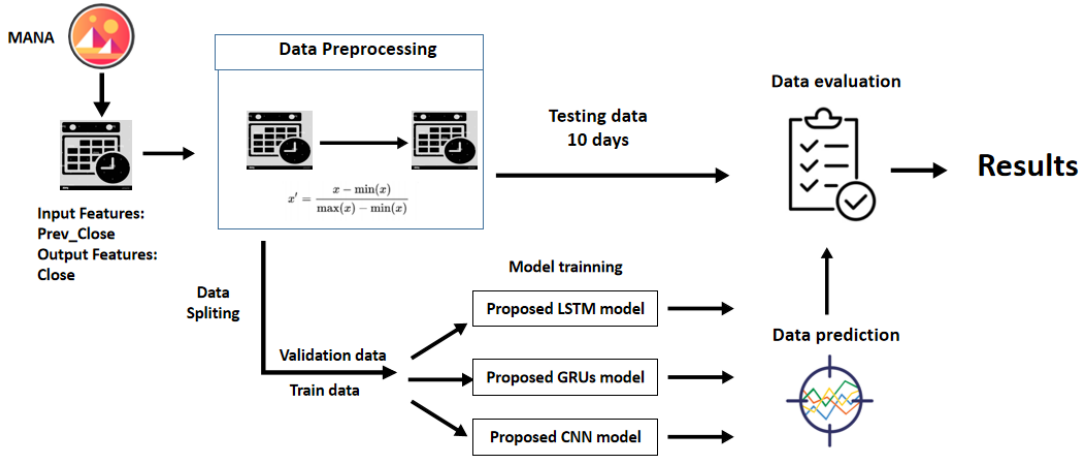 MANA
Data Preprocessing
x′ = x − min(x) / max(x) − min(x)
Input Features:
Prev_Close
Output Features:
Close
Testing data
10 days
Data evaluation
Results
Data
Spliting
Validation data
Train data
Model trainning
Proposed LSTM model
Proposed GRUs model
Proposed CNN model
Data prediction